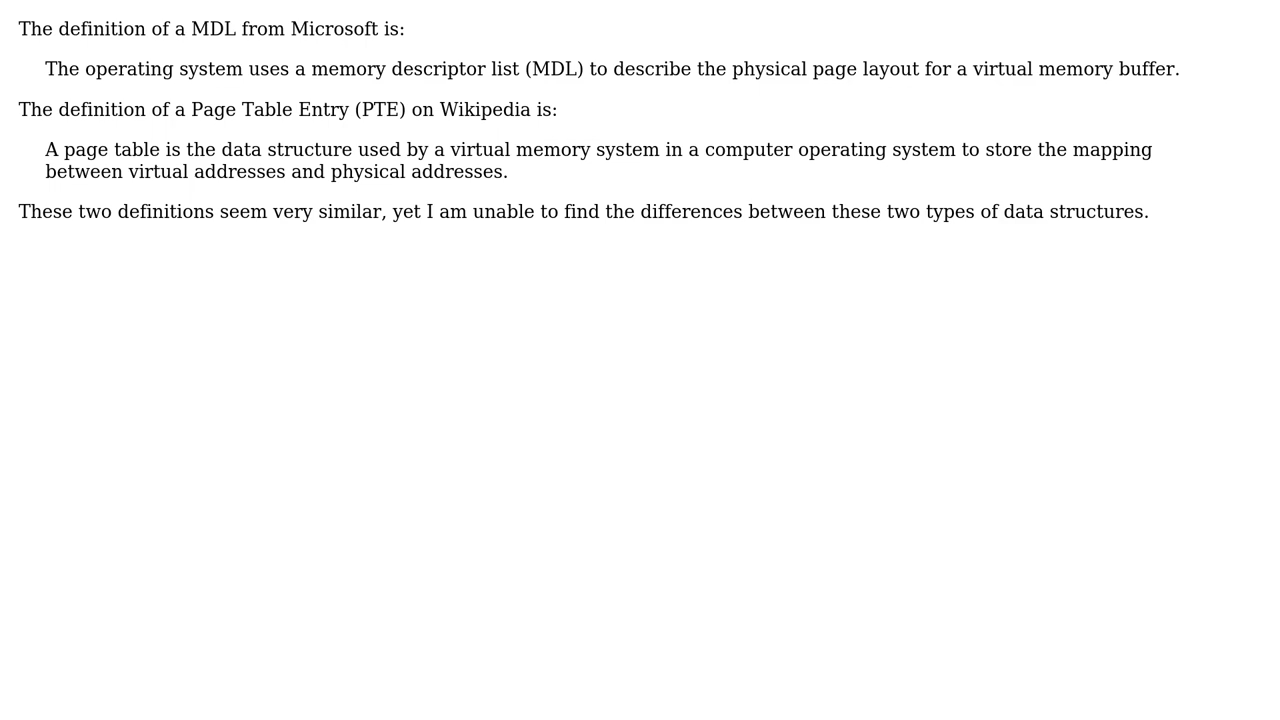 The definition of a MDL from Microsoft is:
The operating system uses a memory descriptor list (MDL) to describe the physical page layout for a virtual memory buffer.
The definition of a Page Table Entry (PTE) on Wikipedia is:
A page table is the data structure used by a virtual memory system in a computer operating system to store the mapping
between virtual addresses and physical addresses.
These two definitions seem very similar, yet I am unable to find the differences between these two types of data structures.